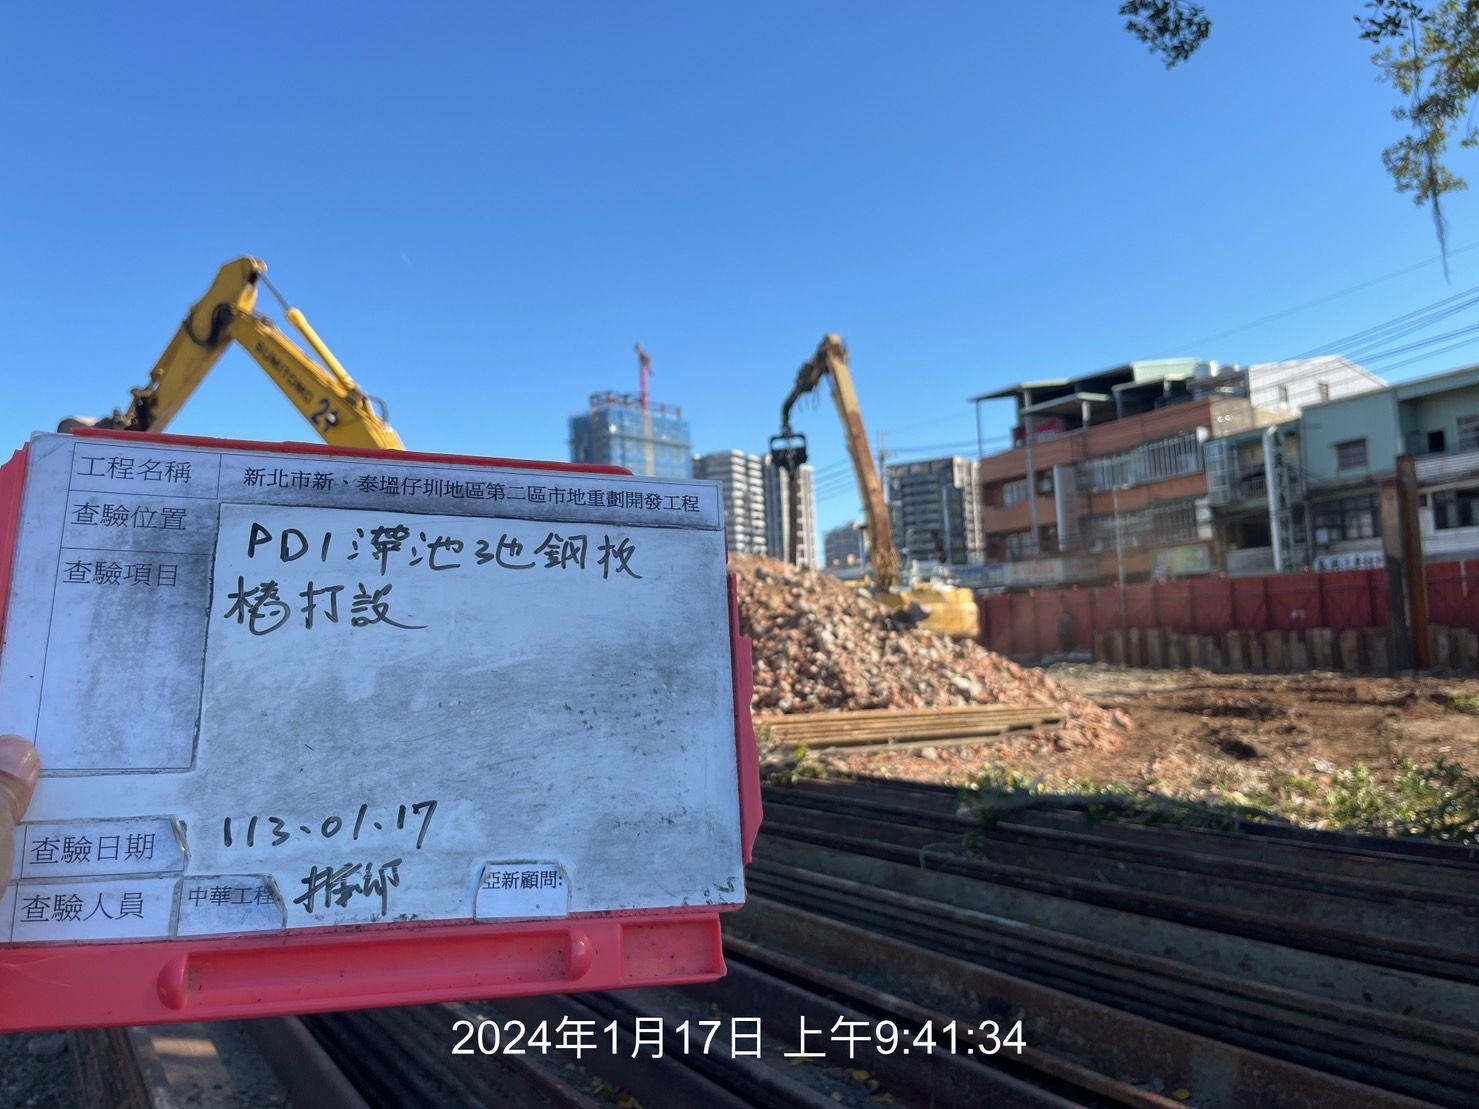 SUMITOMO
工程名稱 新北市新、泰塭仔圳地區第二區市地重劃開發工程
查驗位置 PD1滯池池鋼板
查驗項目 樁打設
查驗日期 113.01.17
查驗人員 中華工程 亞新顧問:
2024年1月17日 上午9:41:34